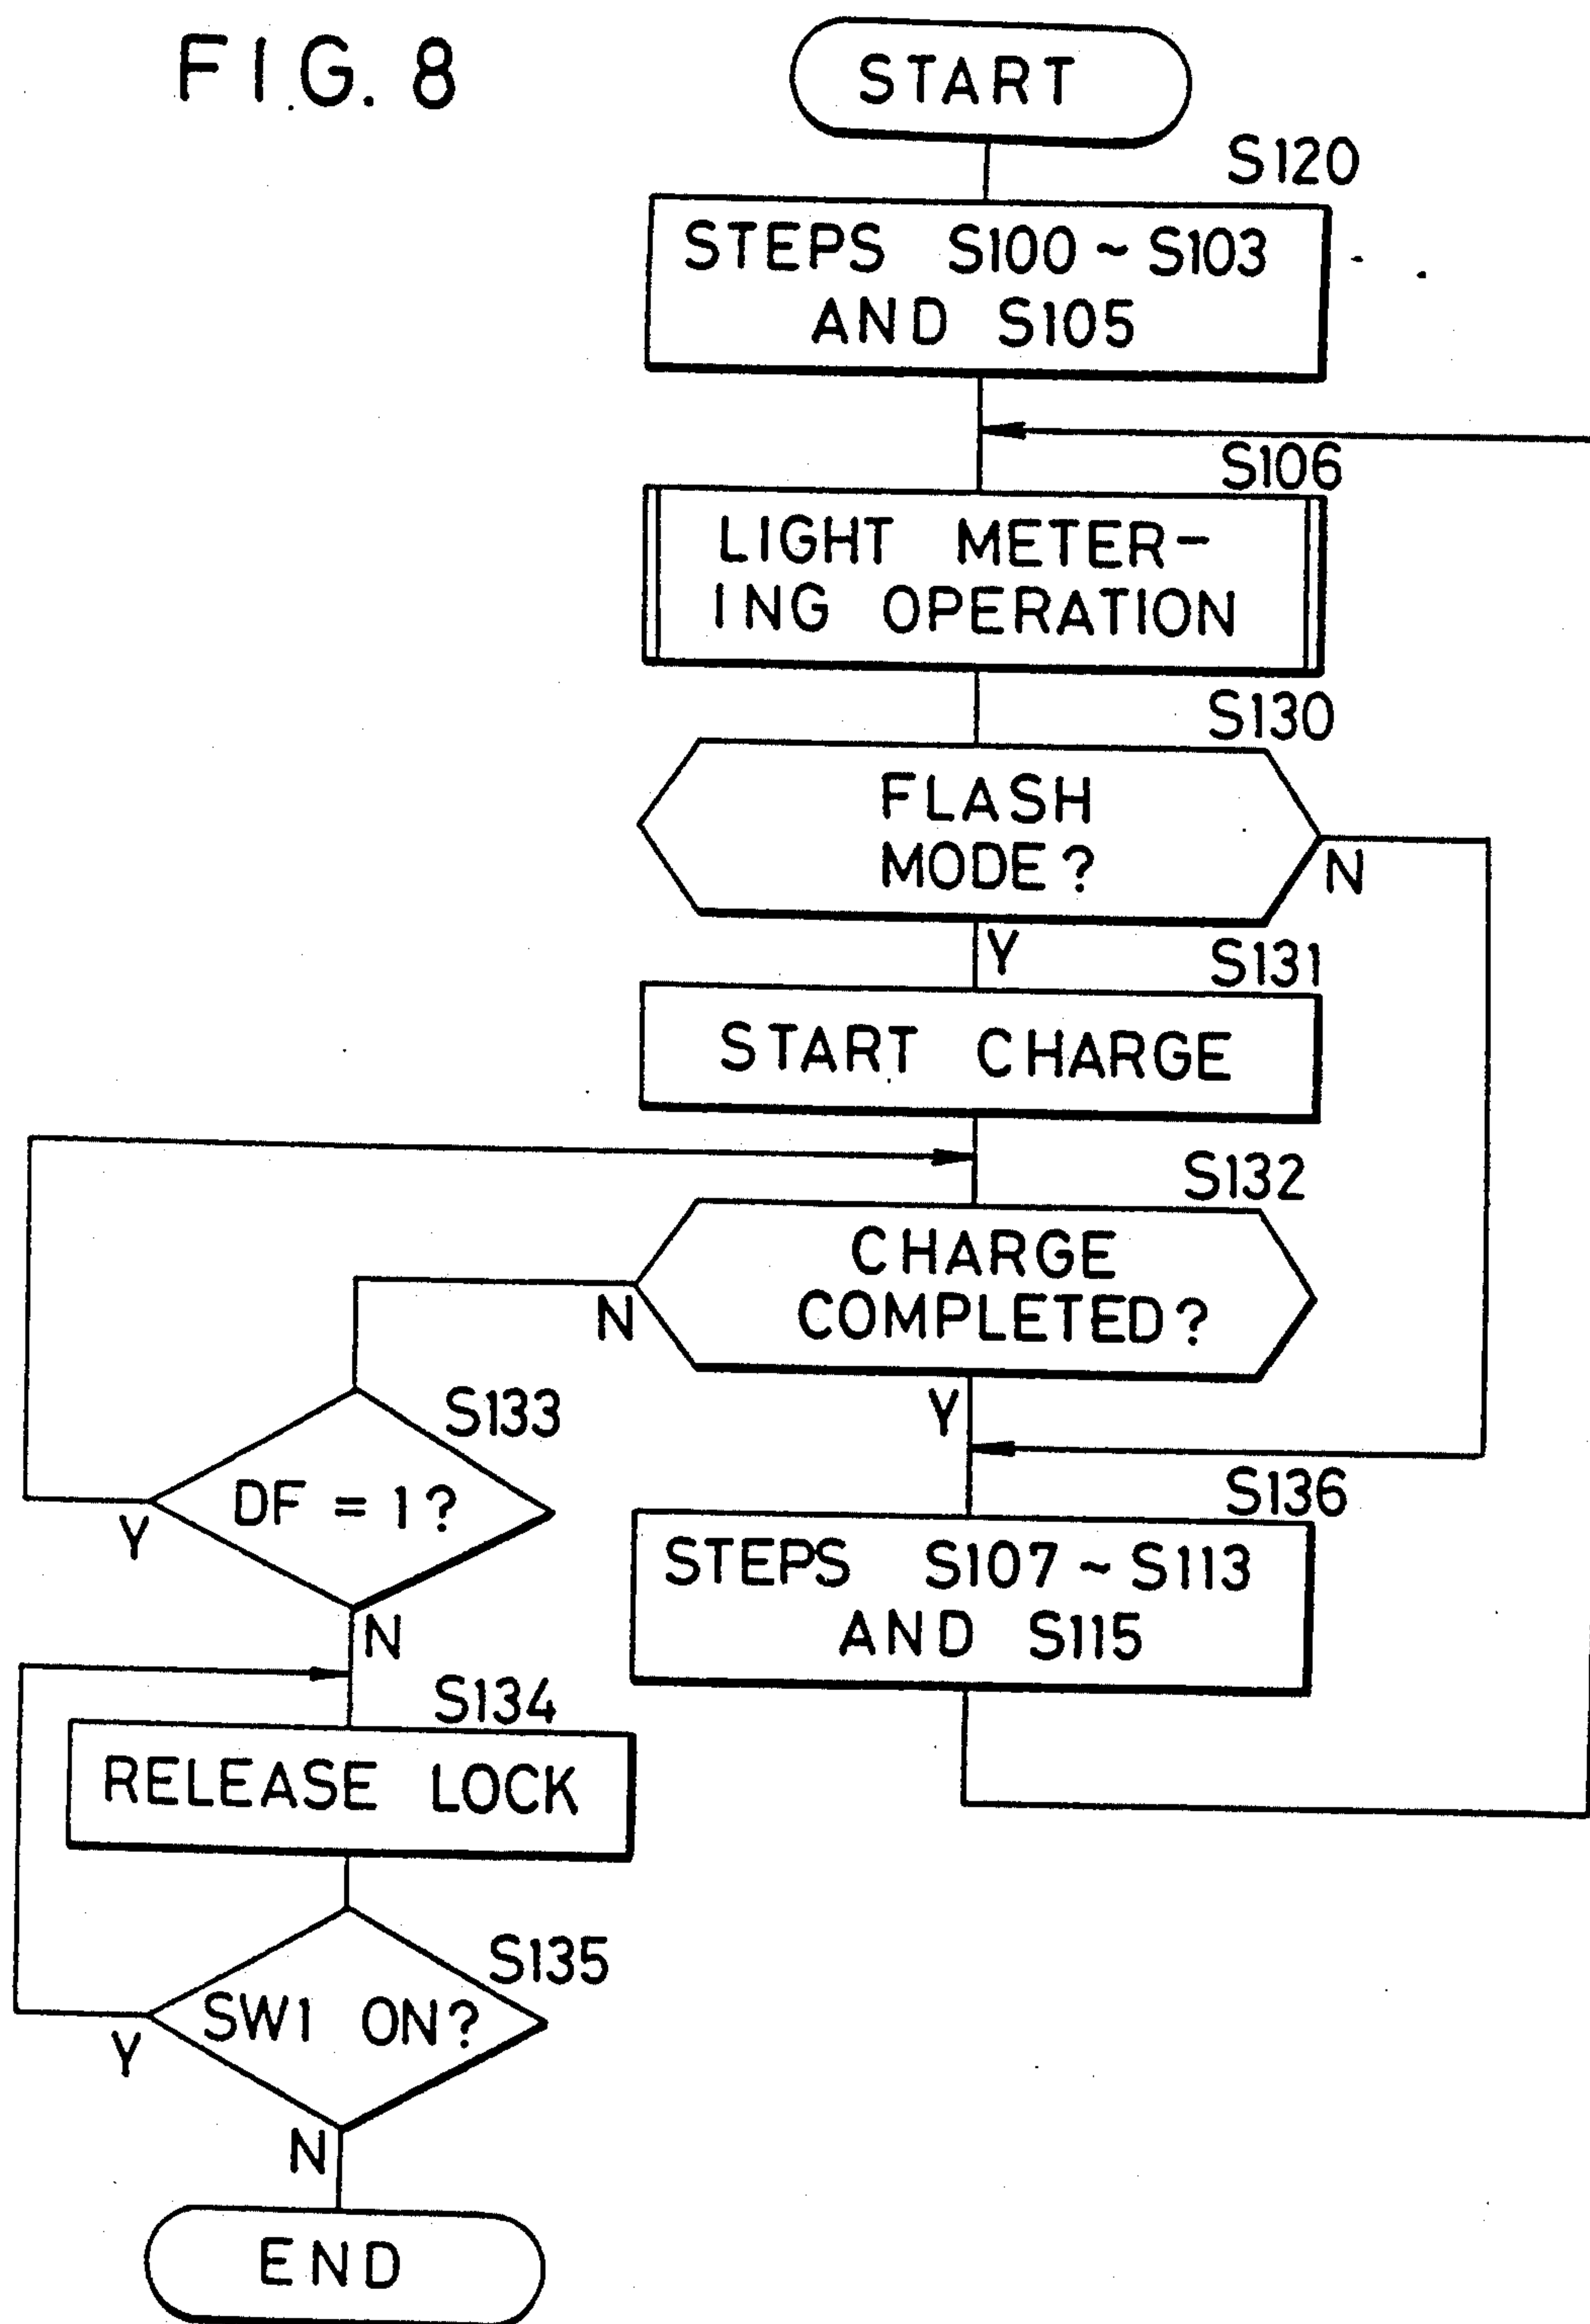 FIG. 8
START
S120
STEPS S100 ~ S103
AND S105
S106
LIGHT METER-
ING OPERATION
S130
FLASH
MODE?
N
Y
S131
START CHARGE
S132
CHARGE
COMPLETED?
N
Y
S133
DF = 1?
Y
N
S136
STEPS S107 ~ S113
AND S115
S134
RELEASE LOCK
S135
SW1 ON?
Y
N
END